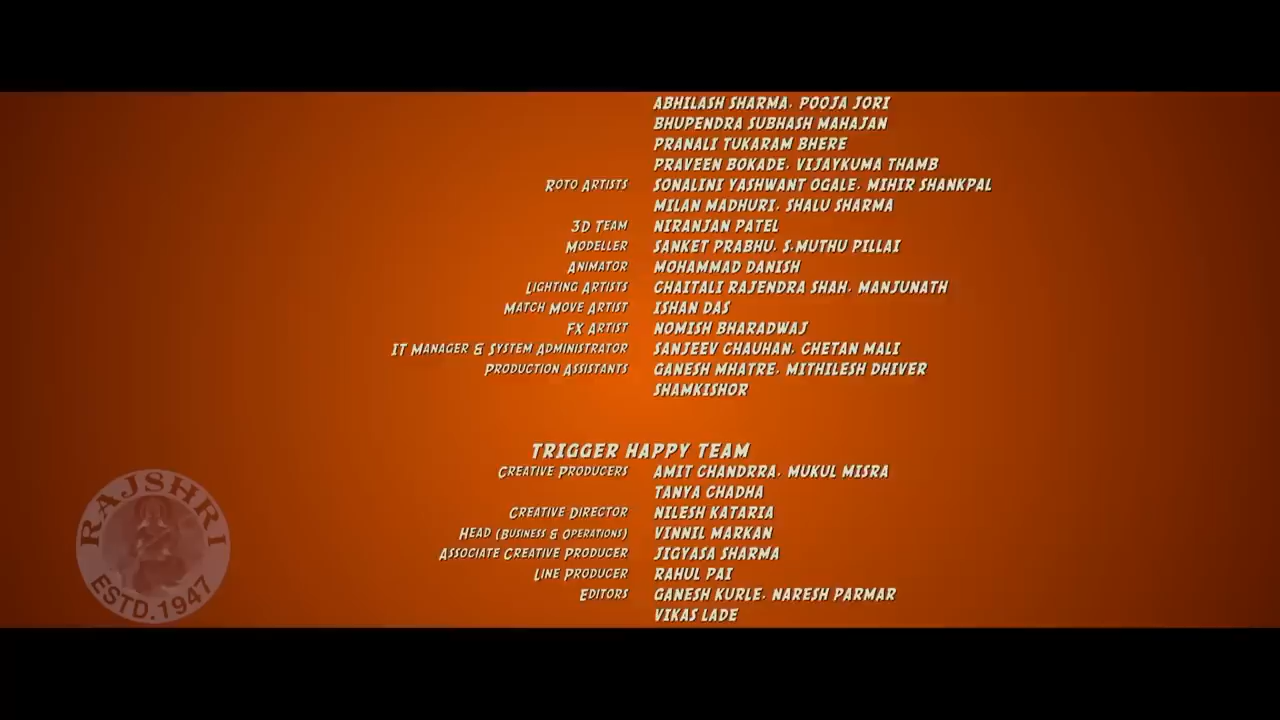 ABHILASH SHARMA, POOJA JORI
BHUPENDRA SUBHASH MAHAJAN
PRANALI TUKARAM BHERE
PRAVEEN BOKADE, VIJAYKUMA THAMB
ROTO ARTISTS SONALINI YASHWANT OGALE, MIHIR SHANKPAL
MILAN MADHURI, SHALU SHARMA
3D TEAM NIRANJAN PATEL
MODELLER SANKET PRABHU, S.MUTHU PILLAI
ANIMATOR MOHAMMAD DANISH
LIGHTING ARTISTS CHAITALI RAJENDRA SHAH, MANJUNATH
MATCH MOVE ARTIST ISHAN DAS
FX ARTIST NOMISH BHARADWAJ
IT MANAGER & SYSTEM ADMINISTRATOR SANJEEV CHAUHAN, CHETAN MALI
PRODUCTION ASSISTANTS GANESH MHATRE, MITHILESH DHIVER
SHAMKISHOR
TRIGGER HAPPY TEAM
CREATIVE PRODUCERS AMIT CHANDRRA, MUKUL MISRA
TANYA CHADHA
CREATIVE DIRECTOR NILESH KATARIA
HEAD (BUSINESS & OPERATIONS) VINNIL MARKAN
ASSOCIATE CREATIVE PRODUCER JIGYASA SHARMA
LINE PRODUCER RAHUL PAI
EDITORS GANESH KURLE, NARESH PARMAR
VIKAS LADE
RAJSHRI
ESTD.1947